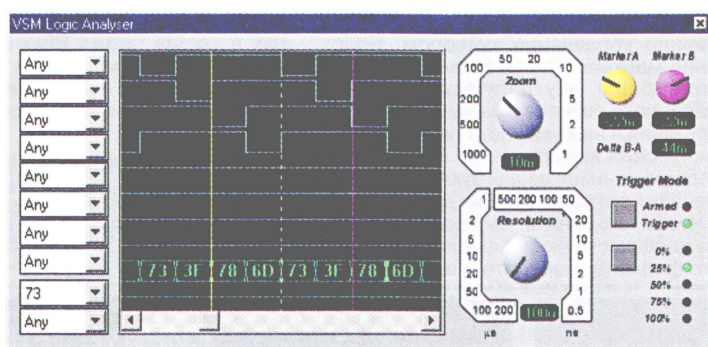 VSM Logic Analyser
Any
Any
Any
Any
Any
Any
Any
Any
73
Any
73 3F 78 6D 73 3F 78 6D
Zoom
1000 500 200 100 50 20 10 5 2 1
10m
Resolution
1 500 200 100 50
2 20
5 10
10 5
20 2
50 1
100 200 100u 0.5
µs ns
Marker A Marker B
Delta B-A 44m
Trigger Mode
Armed
Trigger
0%
25%
50%
75%
100%